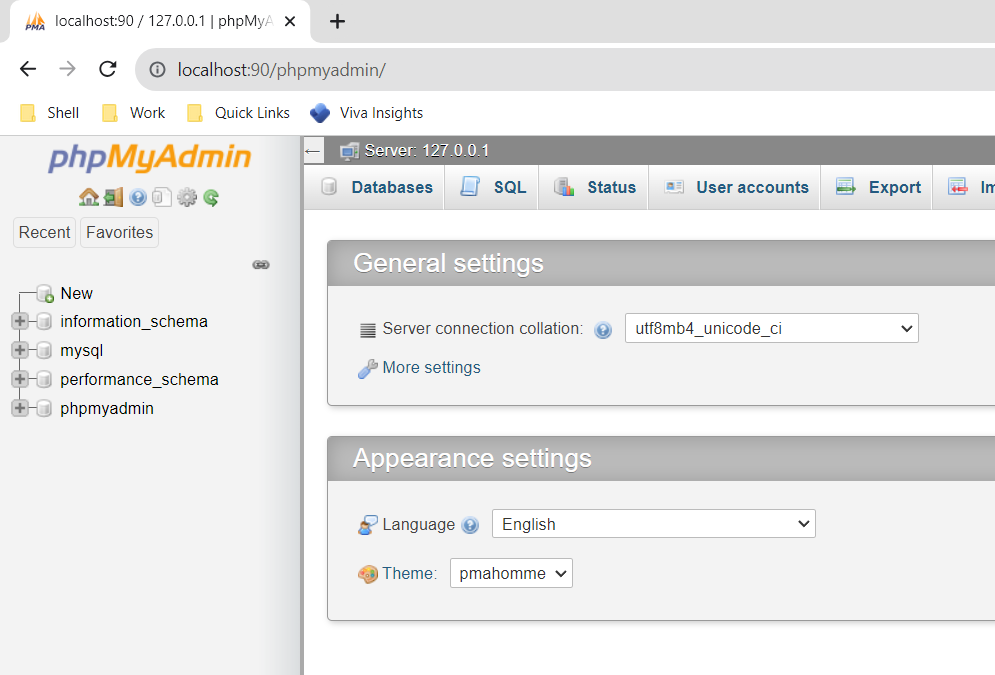 PMA localhost:90 / 127.0.0.1 | phpMyA
localhost:90/phpmyadmin/
Shell Work Quick Links Viva Insights
phpMyAdmin
Recent Favorites
New
information_schema
mysql
performance_schema
phpmyadmin
Server: 127.0.0.1
Databases SQL Status User accounts Export Im
General settings
Server connection collation: utf8mb4_unicode_ci
More settings
Appearance settings
Language English
Theme: pmahomme